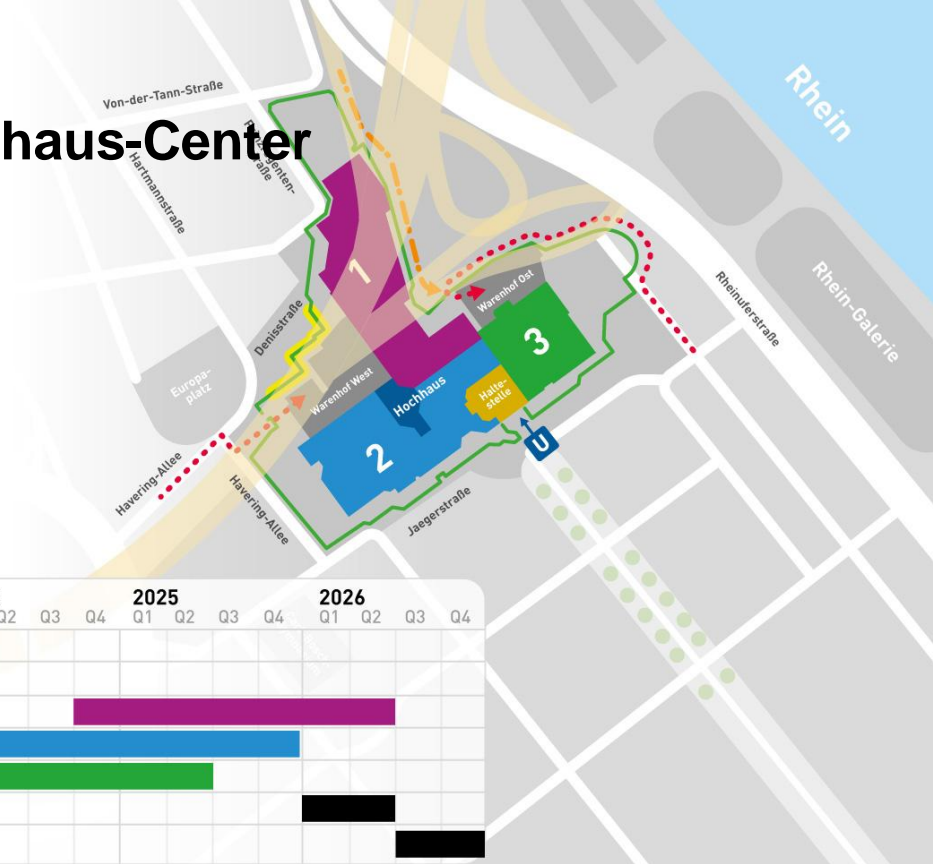 Rhein
Von-der-Tann-Straße
haus-Center
Hartmannstraße
1
Rheinuferstraße
Rhein-Galerie
Warenhof Ost
Denisstraße
3
Europa-
platz
Warenhof West
Hochhaus
Halte-
stelle
2
U
Havering-Allee
Havering-Allee
Jaegerstraße
2025
2026
Q2 Q3 Q4 Q1 Q2 Q3 Q4 Q1 Q2 Q3 Q4